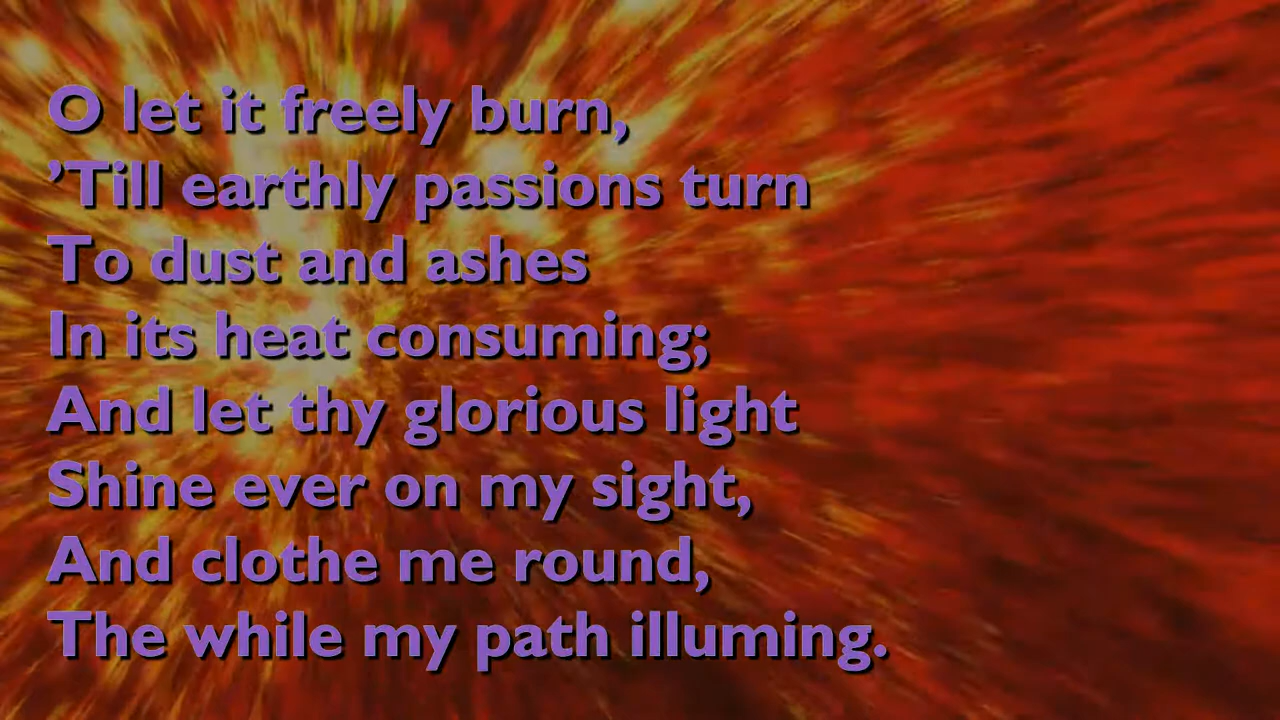 O let it freely burn,
’Till earthly passions turn
To dust and ashes
In its heat consuming;
And let thy glorious light
Shine ever on my sight,
And clothe me round,
The while my path illuming.